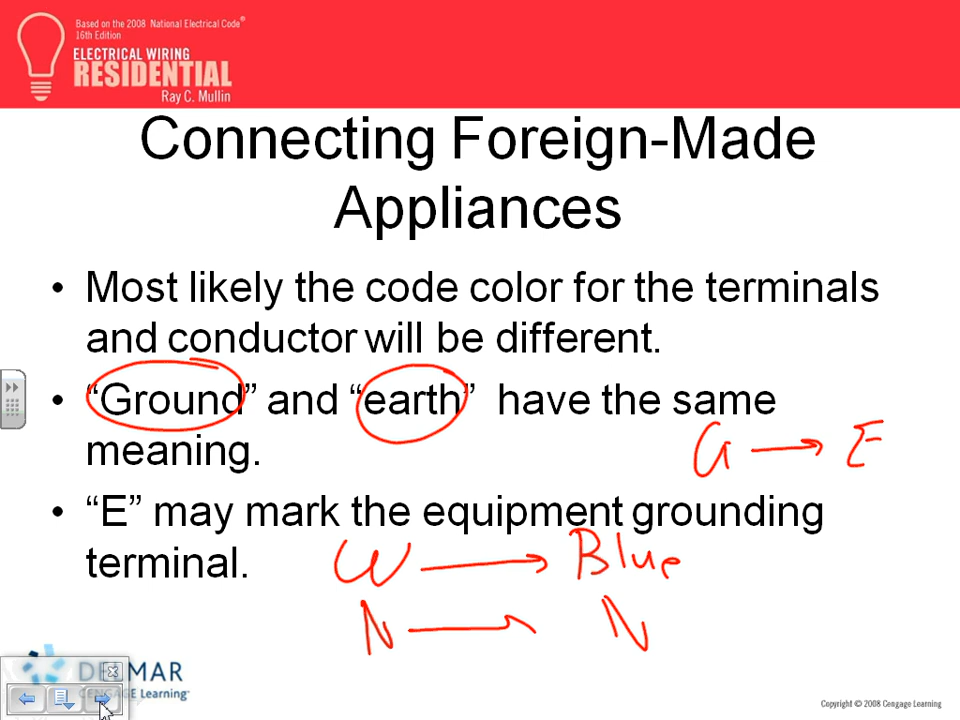 Based on the 2008 National Electrical Code®
16th Edition
ELECTRICAL WIRING
RESIDENTIAL
Ray C. Mullin
Connecting Foreign-Made
Appliances
• Most likely the code color for the terminals
and conductor will be different.
• “Ground” and “earth” have the same
meaning.
G → E
• “E” may mark the equipment grounding
terminal.
W → Blue
N → N
DELMAR
CENGAGE Learning™
Copyright © 2008 Cengage Learning